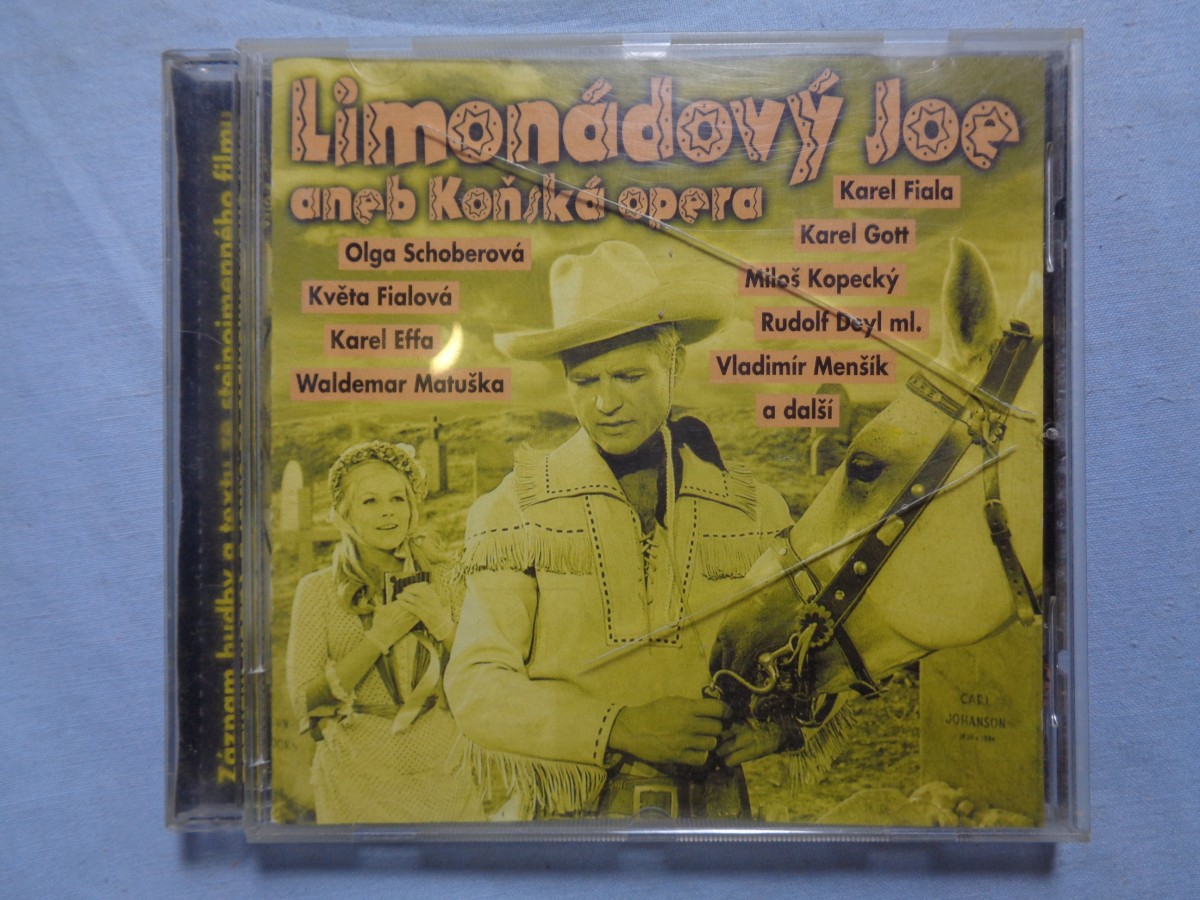 Limonádový Joe
aneb Koňská opera
Karel Fiala
Olga Schoberová
Karel Gott
Květa Fialová
Miloš Kopecký
Karel Effa
Rudolf Deyl ml.
Waldemar Matuška
Vladimír Menšík
a další
Záznam hudby a textu ze stejnojmenného filmu
CARL
JOHANSON